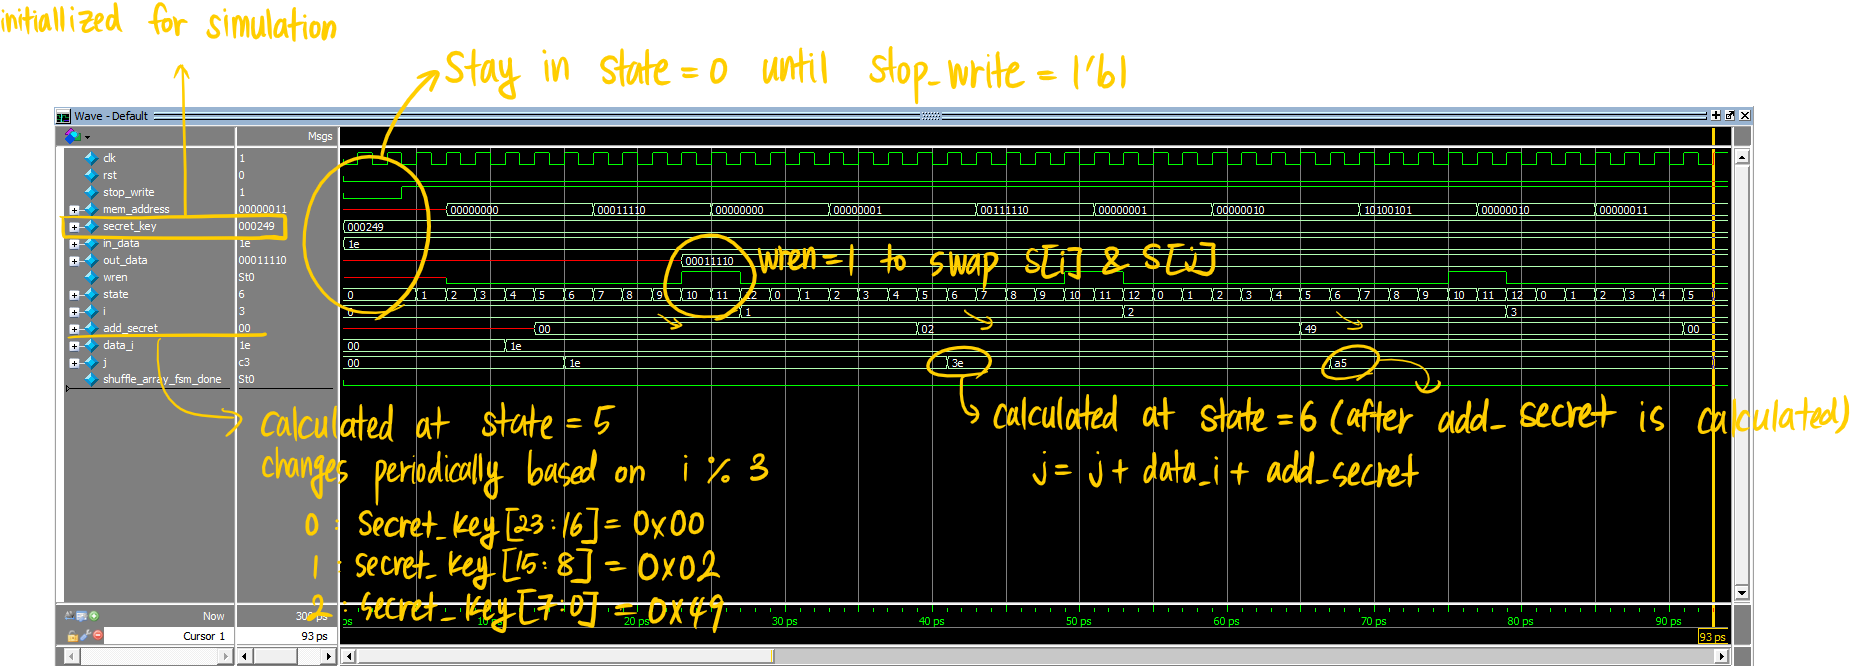 initiallized for simulation
Stay in state = 0 until stop_write = 1'b1
Wave - Default
Msgs
clk 1
rst 0
stop_write 1
mem_address 00000011 00000000 00011110 00000000 00000001 00111110 00000001 00000010 10100101 00000010 00000011
secret_key 000249 000249
in_data 1e 1e
out_data 00011110 00011110
wren = 1 to swap S[i] & S[j]
wren St0
state 6 0 1 2 3 4 5 6 7 8 9 10 11 12 0 1 2 3 4 5 6 7 8 9 10 11 12 0 1 2 3 4 5 6 7 8 9 10 11 12 0 1 2 3 4 5
i 3 0 1 2 3
add_secret 00 00 02 49 00
data_i 1e 00 1e
j c3 00 1e 3e a5
shuffle_array_fsm_done St0
Calculated at state = 5
changes periodically based on i % 3
0 : Secret_key [23:16] = 0x00
1 : secret_key [15:8] = 0x02
2 : secret_key [7:0] = 0x49
calculated at state = 6 (after add_secret is calculated)
j = j + data_i + add_secret
Now 300 ps
ps 10 ps 20 ps 30 ps 40 ps 50 ps 60 ps 70 ps 80 ps 90 ps
Cursor 1 93 ps 93 ps